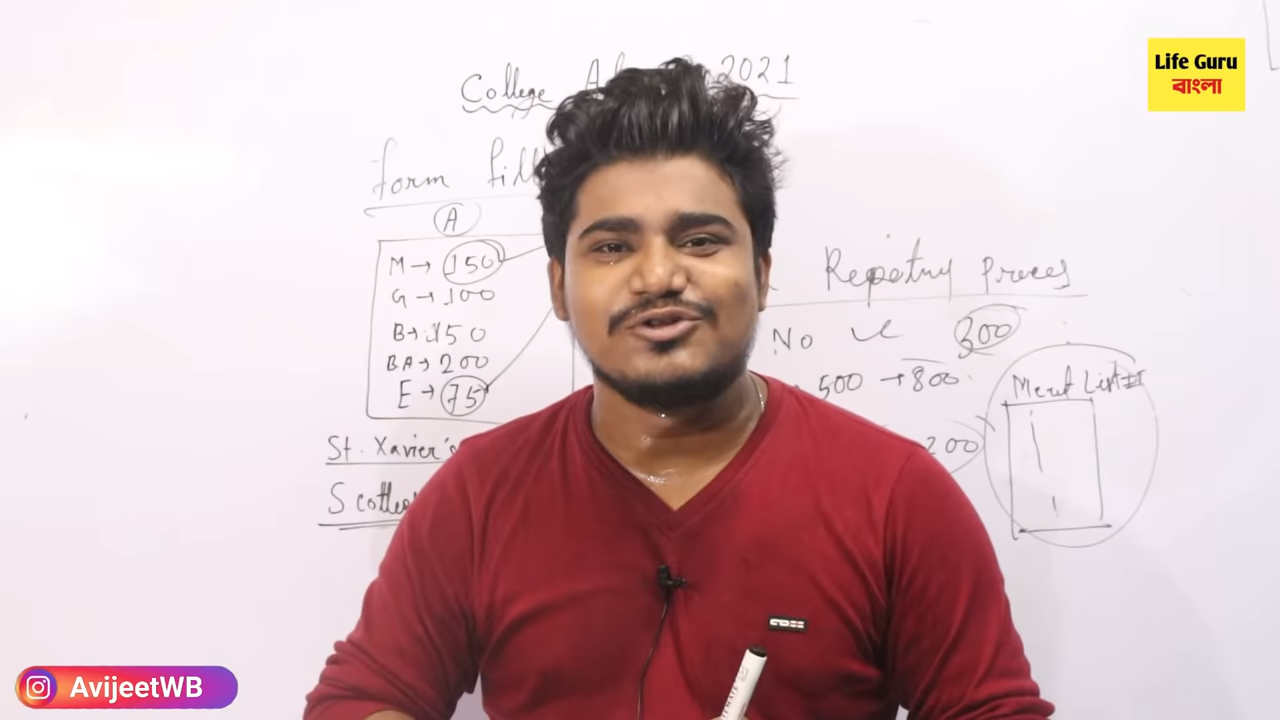 College 2021
Life Guru
বাংলা
form
A
M → 150
G → 100
B → 150
BA → 200
E → 75
Repeting Proces
No 300
500 → 800
Merit List
200
St. Xavier's
AvijeetWB